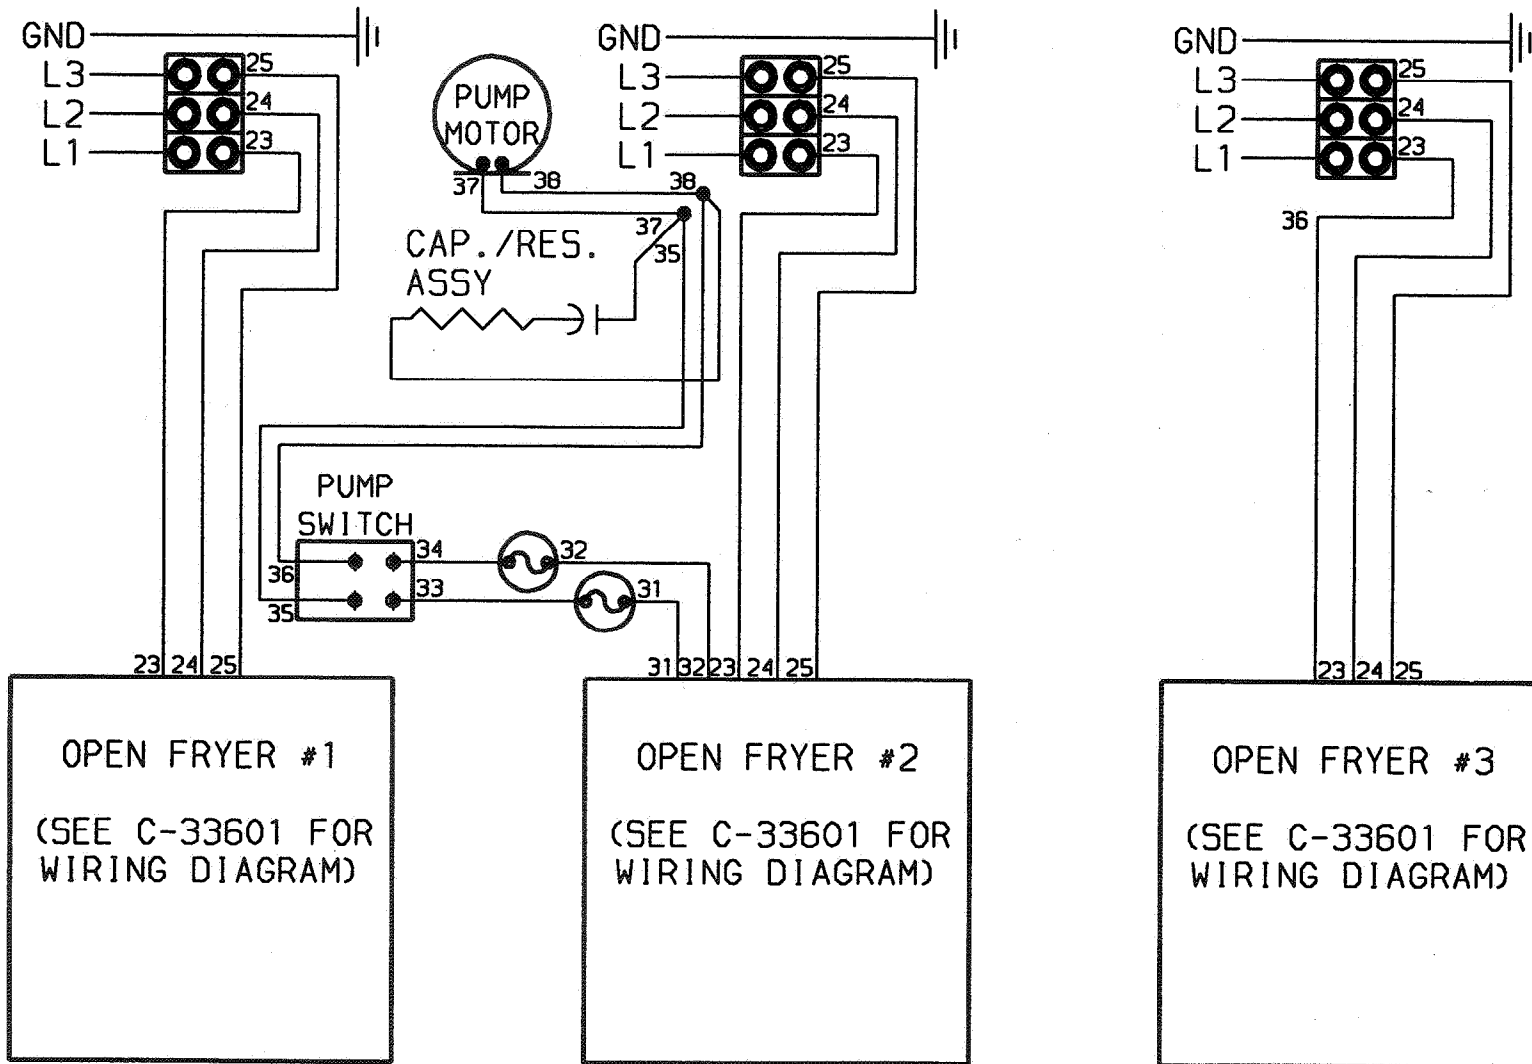 GND
L3
L2
L1
25
24
23
PUMP
MOTOR
37
38
38
37
35
CAP./RES.
ASSY
GND
L3
L2
L1
25
24
23
GND
L3
L2
L1
25
24
23
36
PUMP
SWITCH
36
35
34
33
32
31
23 24 25
31 32 23 24 25
23 24 25
OPEN FRYER #1
(SEE C-33601 FOR
WIRING DIAGRAM)
OPEN FRYER #2
(SEE C-33601 FOR
WIRING DIAGRAM)
OPEN FRYER #3
(SEE C-33601 FOR
WIRING DIAGRAM)